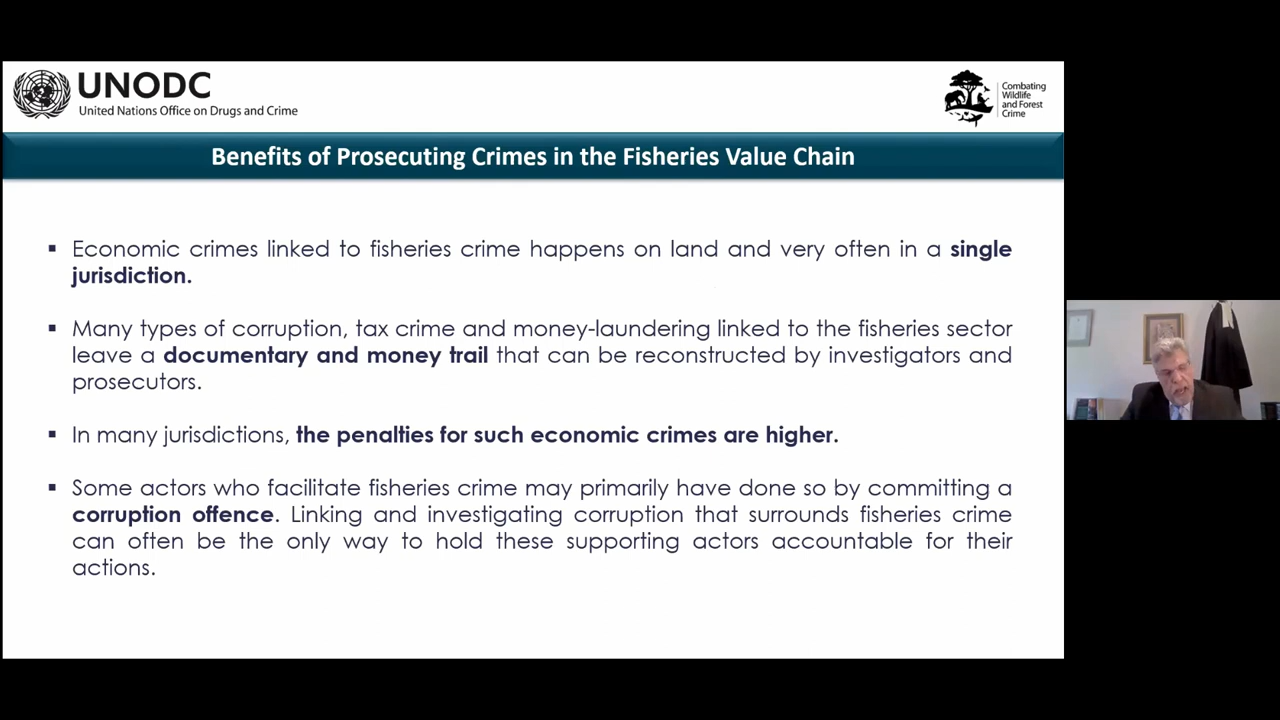 UNODC
United Nations Office on Drugs and Crime
Combating
Wildlife
and Forest
Crime
Benefits of Prosecuting Crimes in the Fisheries Value Chain
▪ Economic crimes linked to fisheries crime happens on land and very often in a single
jurisdiction.
▪ Many types of corruption, tax crime and money-laundering linked to the fisheries sector
leave a documentary and money trail that can be reconstructed by investigators and
prosecutors.
▪ In many jurisdictions, the penalties for such economic crimes are higher.
▪ Some actors who facilitate fisheries crime may primarily have done so by committing a
corruption offence. Linking and investigating corruption that surrounds fisheries crime
can often be the only way to hold these supporting actors accountable for their
actions.